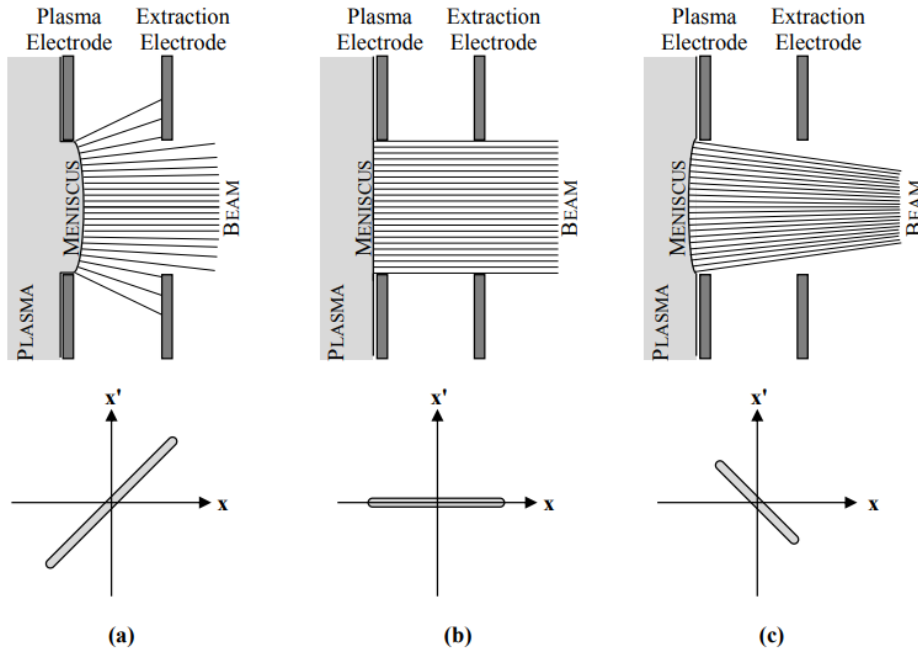 Plasma
Electrode
Extraction
Electrode
MENISCUS
BEAM
PLASMA
x'
x
(a)
Plasma
Electrode
Extraction
Electrode
MENISCUS
BEAM
PLASMA
x'
x
(b)
Plasma
Electrode
Extraction
Electrode
MENISCUS
BEAM
PLASMA
x'
x
(c)